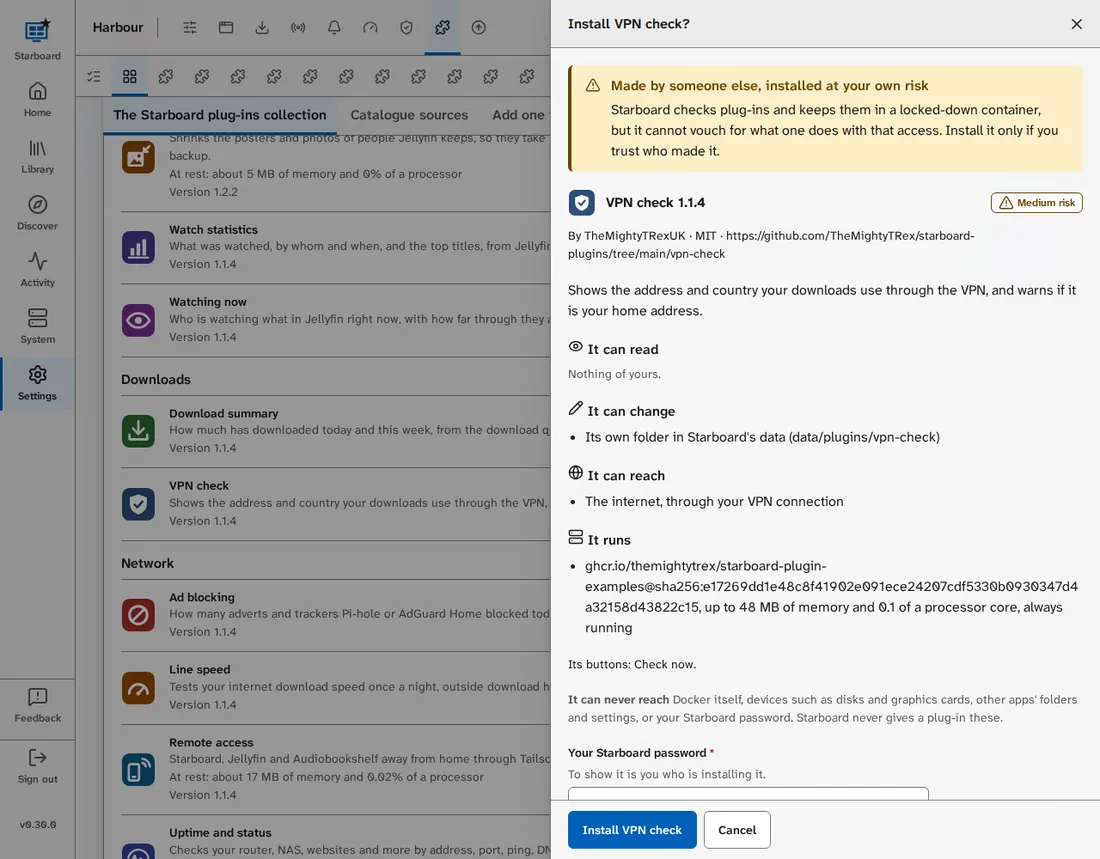 Starboard
Home
Library
Discover
Activity
System
Settings
Feedback
Sign out
v0.30.0
Harbour
The Starboard plug-ins collection
Catalogue sources
Add one
Shrinks the posters and photos of people Jellyfin keeps, so they take
backup.
At rest: about 5 MB of memory and 0% of a processor
Version 1.2.2
Watch statistics
What was watched, by whom and when, and the top titles, from Jellyfin
Version 1.1.4
Watching now
Who is watching what in Jellyfin right now, with how far through they
Version 1.1.4
Downloads
Download summary
How much has downloaded today and this week, from the download
Version 1.1.4
VPN check
Shows the address and country your downloads use through the VPN,
Version 1.1.4
Network
Ad blocking
How many adverts and trackers Pi-hole or AdGuard Home blocked
Version 1.1.4
Line speed
Tests your internet download speed once a night, outside download
Version 1.1.4
Remote access
Starboard, Jellyfin and Audiobookshelf away from home through
At rest: about 17 MB of memory and 0.02% of a processor
Version 1.1.4
Uptime and status
Checks your router, NAS, websites and more by address, port, ping,
Install VPN check?
Made by someone else, installed at your own risk
Starboard checks plug-ins and keeps them in a locked-down container,
but it cannot vouch for what one does with that access. Install it only if you
trust who made it.
VPN check 1.1.4
Medium risk
By TheMightyTRexUK · MIT · https://github.com/TheMightyTRex/starboard-
plugins/tree/main/vpn-check
Shows the address and country your downloads use through the VPN, and warns if it
is your home address.
It can read
Nothing of yours.
It can change
• Its own folder in Starboard's data (data/plugins/vpn-check)
It can reach
• The internet, through your VPN connection
It runs
• ghcr.io/themightytrex/starboard-plugin-
examples@sha256:e17269dd1e48c8f41902e091ece24207cdf5330b0930347d4
a32158d43822c15, up to 48 MB of memory and 0.1 of a processor core, always
running
Its buttons: Check now.
It can never reach Docker itself, devices such as disks and graphics cards, other apps' folders
and settings, or your Starboard password. Starboard never gives a plug-in these.
Your Starboard password *
To show it is you who is installing it.
Install VPN check
Cancel